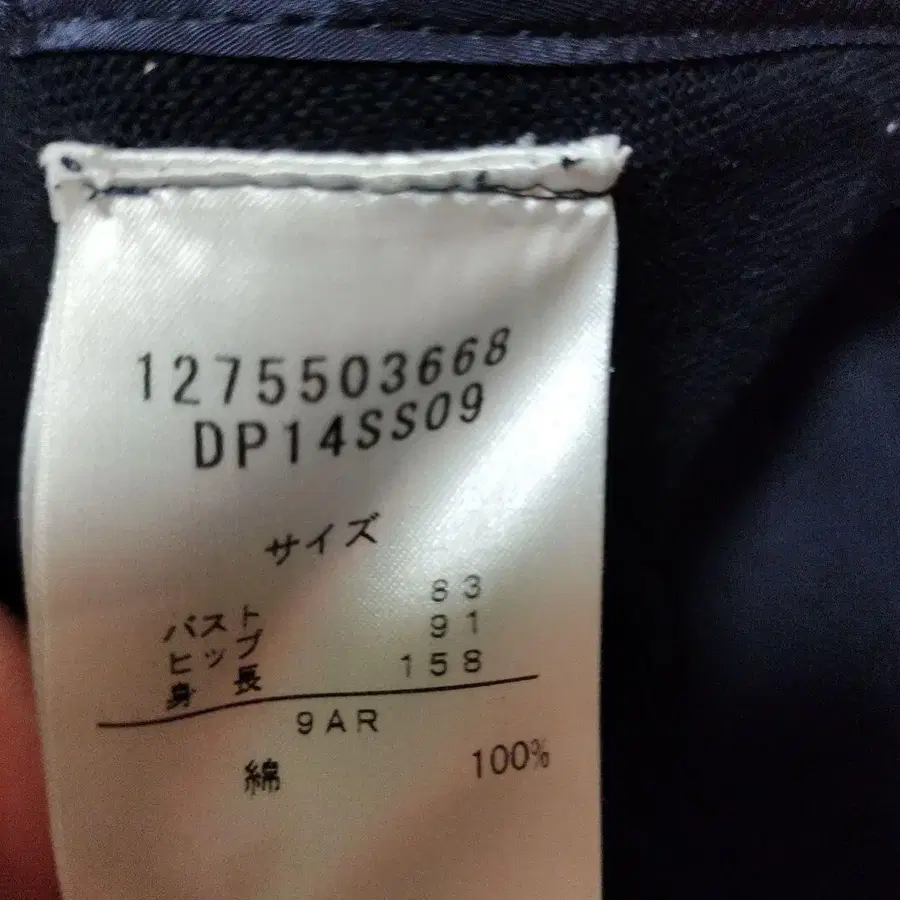 1275503668
DP14SS09
サイズ
バスト 83
ヒップ 91
身長 158
9AR
綿 100%